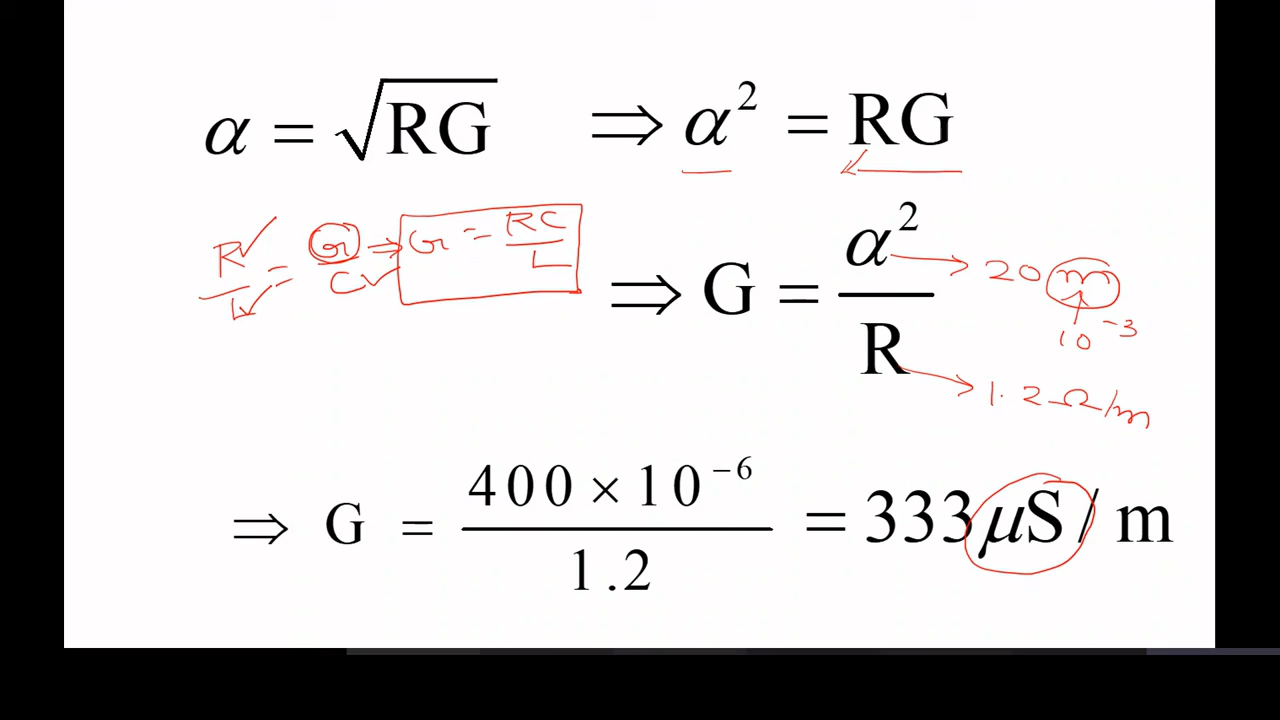 α = √RG ⇒ α² = RG
R/L = G/C ⇒ G = RC/L
⇒ G = α²/R
20 m
10⁻³
1.2 Ω/m
⇒ G = 400 × 10⁻⁶/1.2 = 333 μS / m